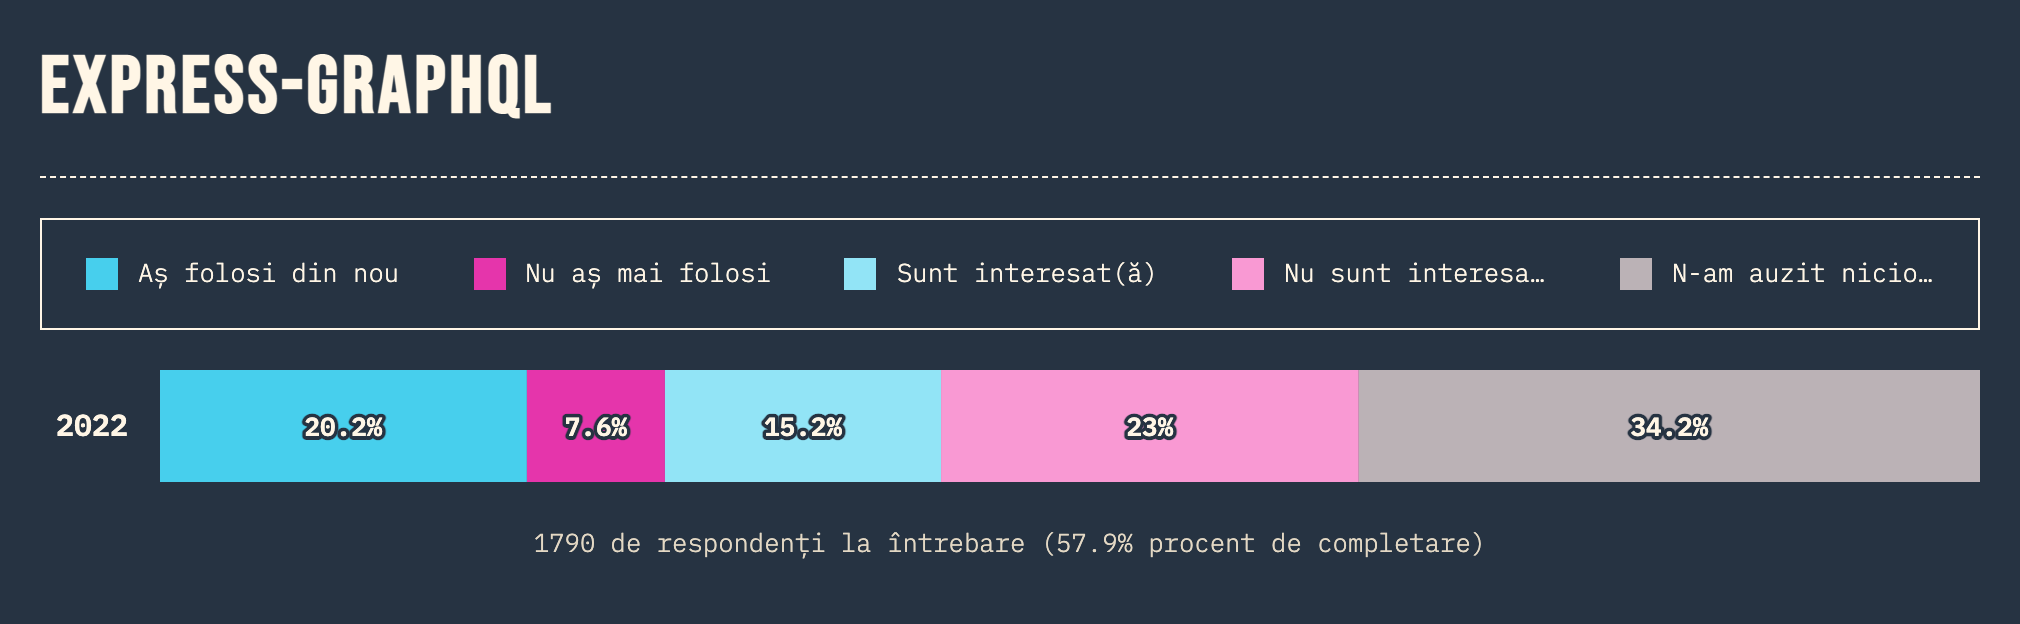 EXPRESS-GRAPHQL
Aș folosi din nou
Nu aș mai folosi
Sunt interesat(ă)
Nu sunt interesa…
N-am auzit nicio…
2022
20.2%
7.6%
15.2%
23%
34.2%
1790 de respondenți la întrebare (57.9% procent de completare)